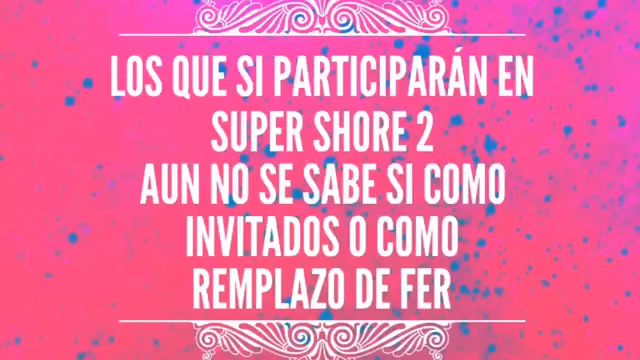 LOS QUE SI PARTICIPARÁN EN
SUPER SHORE 2
AUN NO SE SABE SI COMO
INVITADOS O COMO
REMPLAZO DE FER